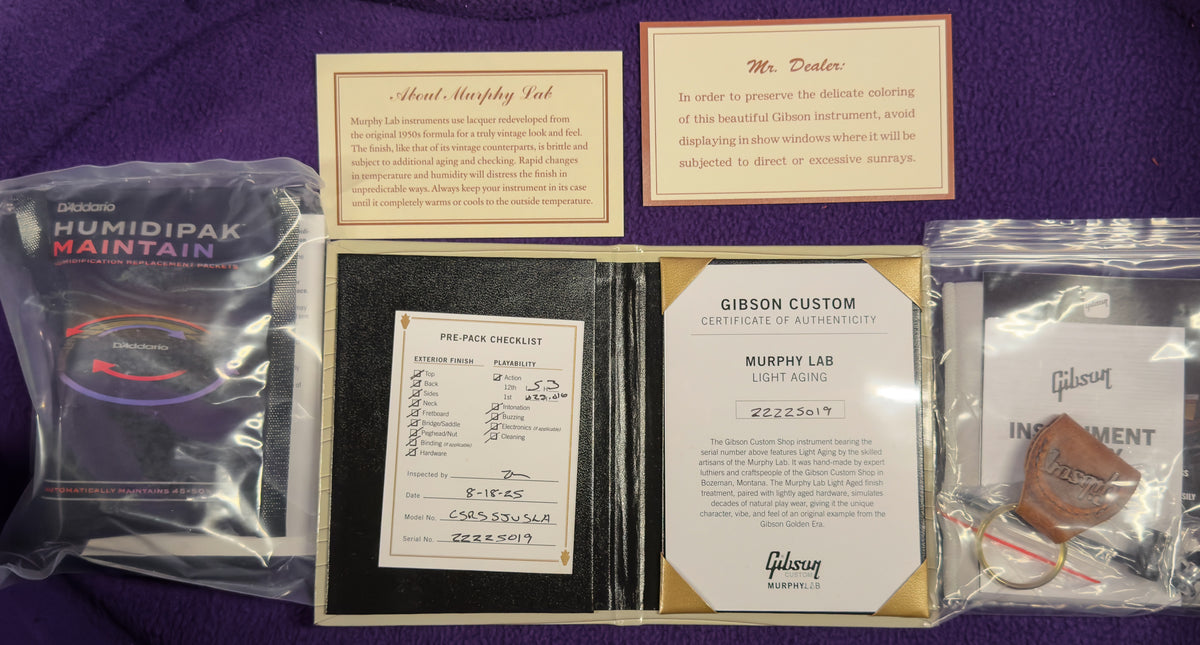 About Murphy Lab
Murphy Lab instruments use lacquer redeveloped from
the original 1950s formula for a truly vintage look and feel.
The finish, like that of its vintage counterparts, is brittle and
subject to additional aging and checking. Rapid changes
in temperature and humidity will distress the finish in
unpredictable ways. Always keep your instrument in its case
until it completely warms or cools to the outside temperature.
Mr. Dealer:
In order to preserve the delicate coloring
of this beautiful Gibson instrument, avoid
displaying in show windows where it will be
subjected to direct or excessive sunrays.
D'Addario
HUMIDIPAK
MAINTAIN
HUMIDIFICATION REPLACEMENT PACKETS
D'Addario
AUTOMATICALLY MAINTAINS 45-50%
PRE-PACK CHECKLIST
EXTERIOR FINISH
Top
Back
Sides
Neck
Fretboard
Bridge/Saddle
Peghead/Nut
Binding (if applicable)
Hardware
PLAYABILITY
Action
12th 5.3
1st
Intonation
Buzzing
Electronics (if applicable)
Cleaning
Inspected by
Date 8-18-25
Model No. CSRSSJUSLA
Serial No. 22225019
GIBSON CUSTOM
CERTIFICATE OF AUTHENTICITY
MURPHY LAB
LIGHT AGING
22225019
The Gibson Custom Shop instrument bearing the
serial number above features Light Aging by the skilled
artisans of the Murphy Lab. It was hand-made by expert
luthiers and craftspeople of the Gibson Custom Shop in
Bozeman, Montana. The Murphy Lab Light Aged finish
treatment, paired with lightly aged hardware, simulates
decades of natural play wear, giving it the unique
character, vibe, and feel of an original example from the
Gibson Golden Era.
Gibson
CUSTOM
MURPHYLAB
Gibson
Gibson
Gibson